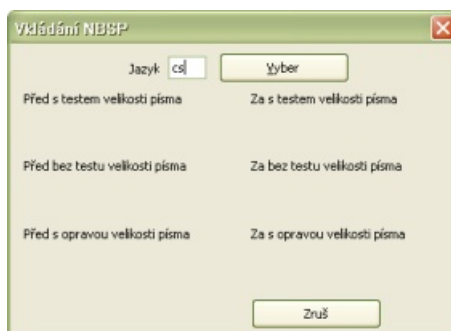 Vkládání NBSP
Jazyk cs Vyber
Před s testem velikosti písma Za s testem velikosti písma
Před bez testu velikosti písma Za bez testu velikosti písma
Před s opravou velikosti písma Za s opravou velikosti písma
Zruš